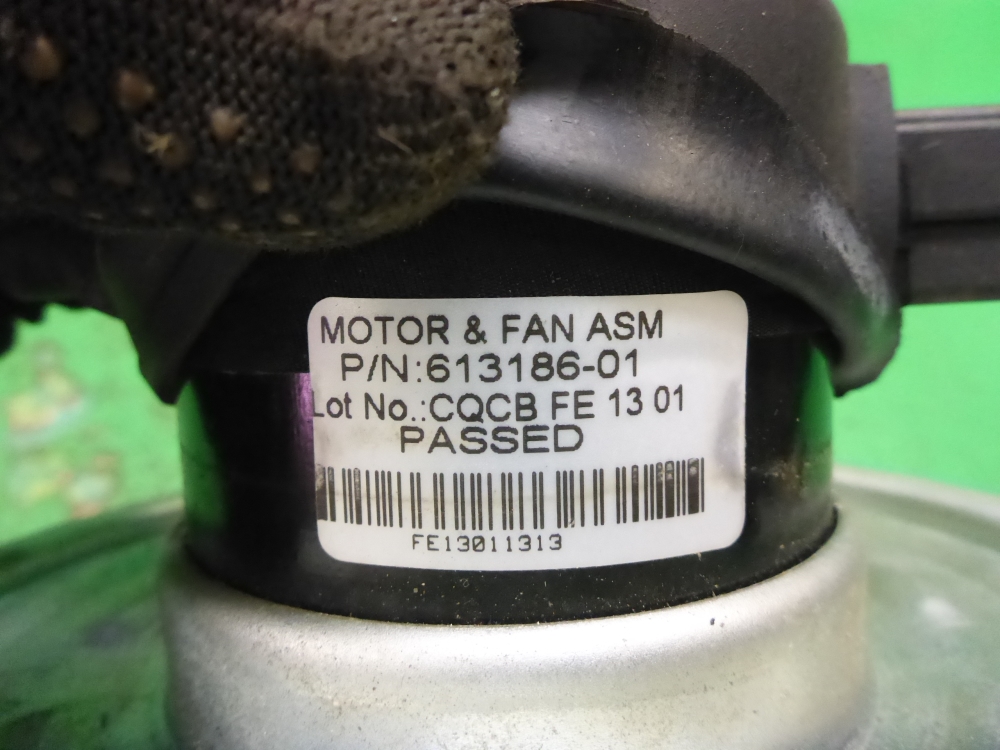 MOTOR & FAN ASM
P/N:613186-01
Lot No.:CQCB FE 13 01
PASSED
FE13011313